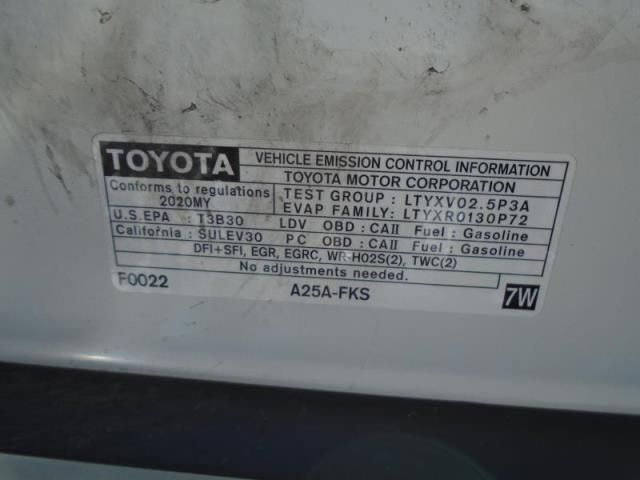 TOYOTA
VEHICLE EMISSION CONTROL INFORMATION
TOYOTA MOTOR CORPORATION
Conforms to regulations
2020MY
TEST GROUP : LTYXV02.5P3A
EVAP FAMILY: LTYXR0130P72
U.S.EPA : T3B30 LDV OBD : CAII Fuel : Gasoline
California : SULEV30 PC OBD : CAII Fuel : Gasoline
DFI+SFI, EGR, EGRC, WR-HO2S(2), TWC(2)
No adjustments needed.
F0022 A25A-FKS 7W